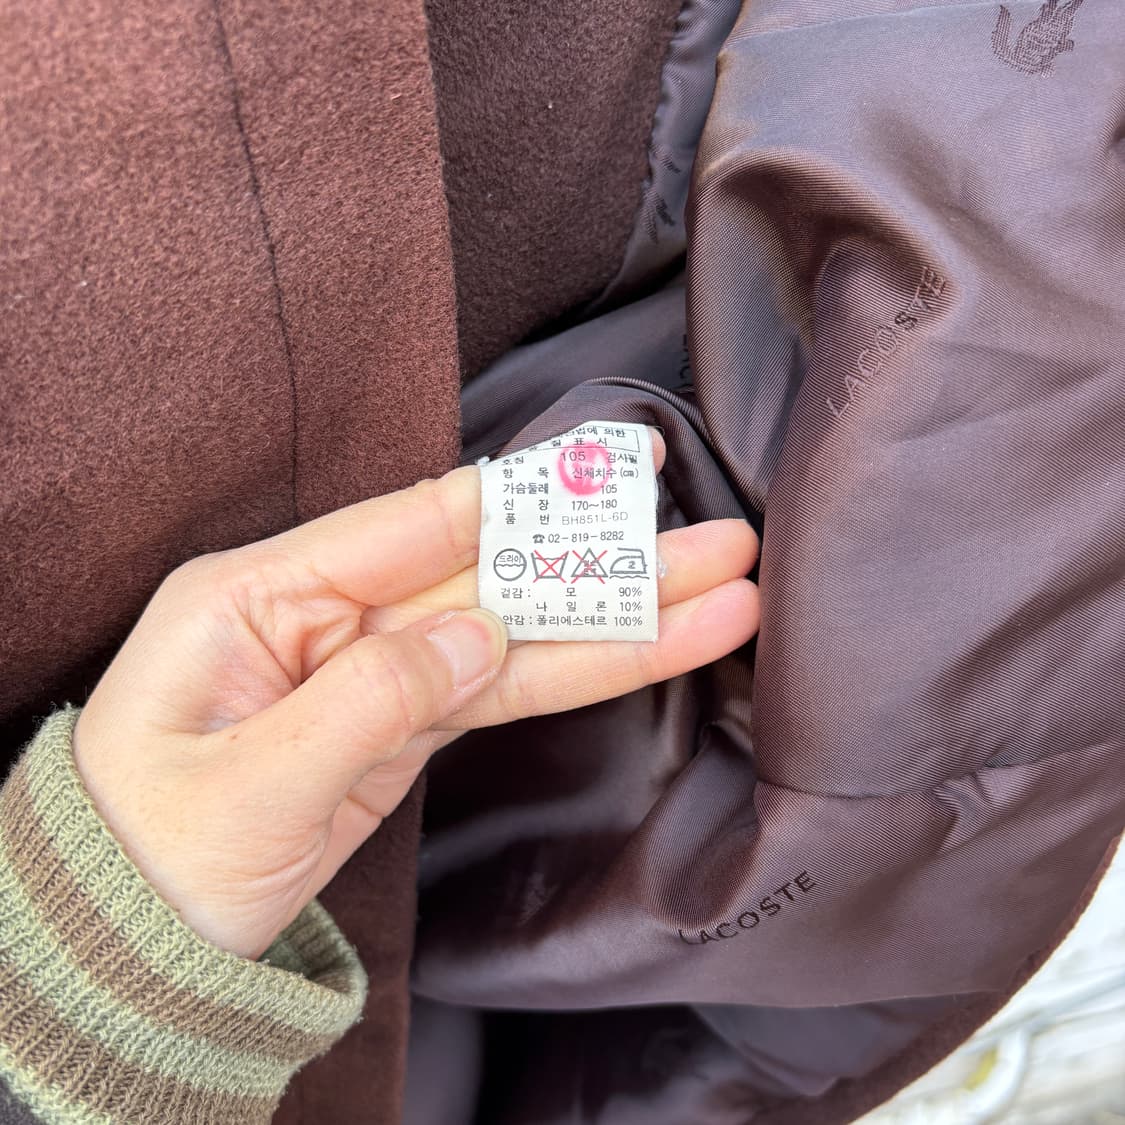 LACOSTE
법에 의한
질 표 시
호칭 105 검사필
항 목 신체치수(㎝)
가슴둘레 105
신 장 170~180
품 번 BH851L-6D
☎ 02-819-8282
드라이
2
겉감 : 모 90%
나 일 론 10%
안감 : 폴리에스테르 100%
LACOSTE